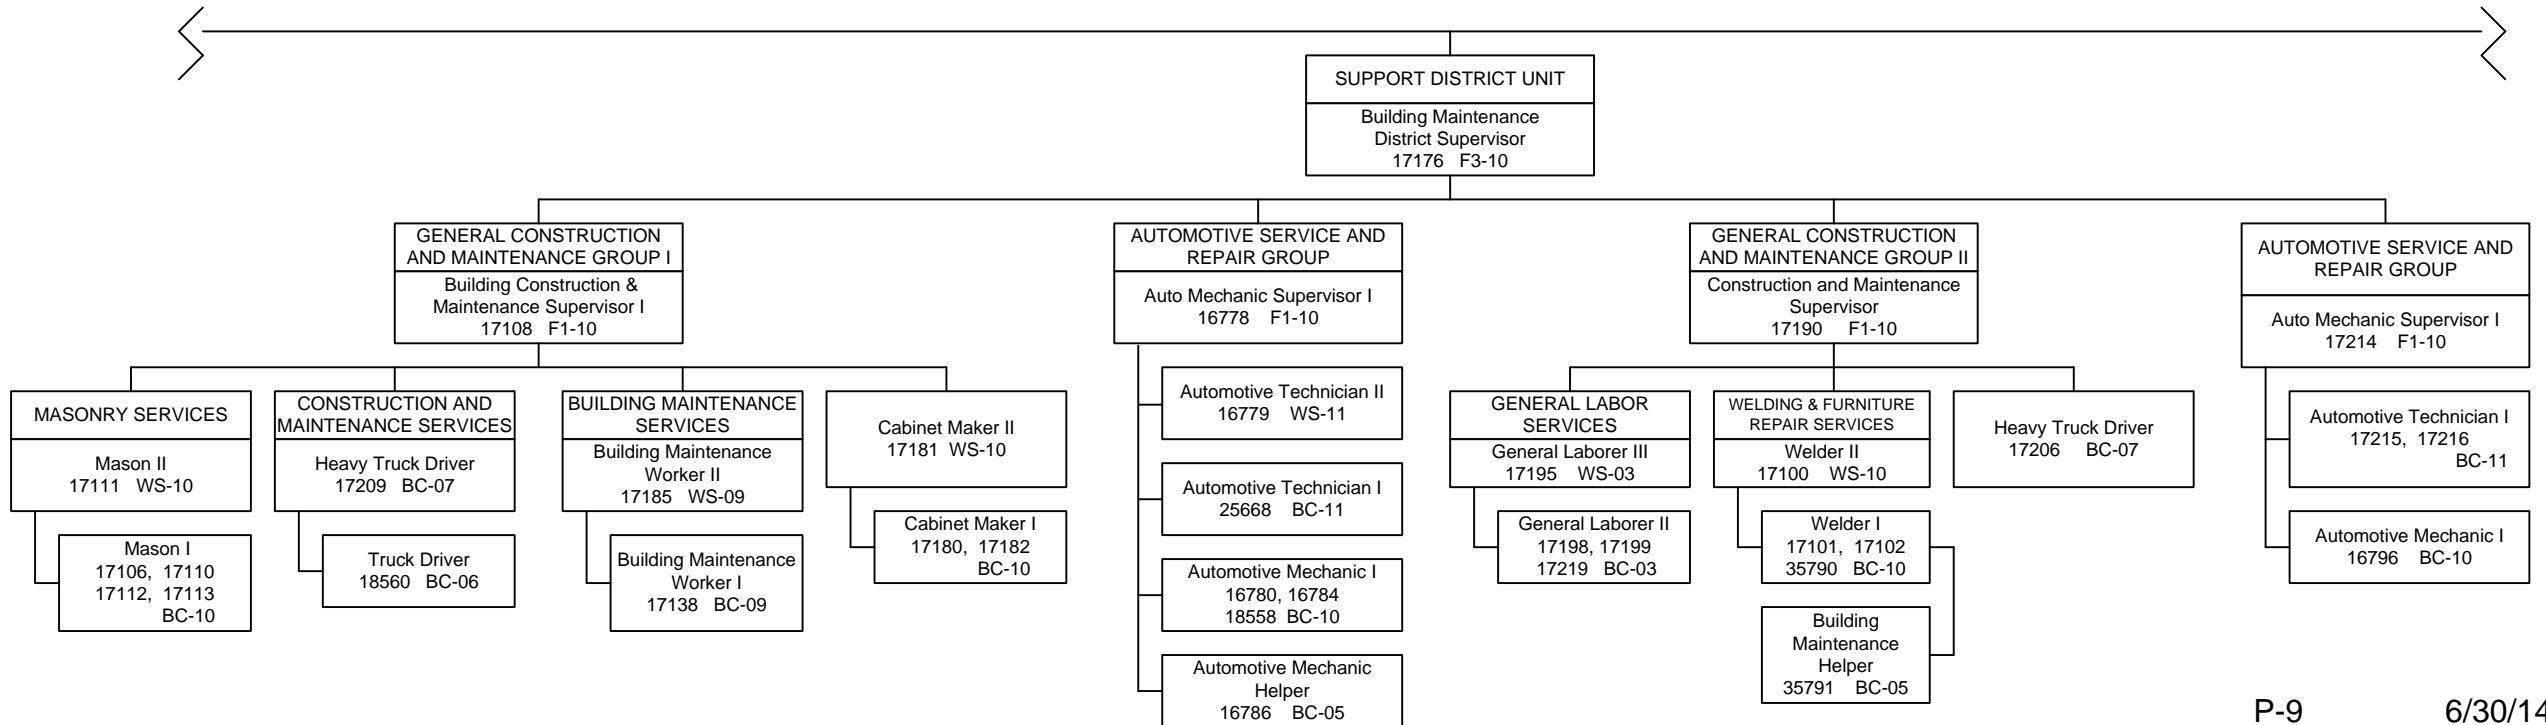 SUPPORT DISTRICT UNIT
Building Maintenance
District Supervisor
17176 F3-10
GENERAL CONSTRUCTION
AND MAINTENANCE GROUP I
Building Construction &
Maintenance Supervisor I
17108 F1-10
AUTOMOTIVE SERVICE AND
REPAIR GROUP
Auto Mechanic Supervisor I
16778 F1-10
GENERAL CONSTRUCTION
AND MAINTENANCE GROUP II
Construction and Maintenance
Supervisor
17190 F1-10
AUTOMOTIVE SERVICE AND
REPAIR GROUP
Auto Mechanic Supervisor I
17214 F1-10
MASONRY SERVICES
Mason II
17111 WS-10
Mason I
17106, 17110
17112, 17113
BC-10
CONSTRUCTION AND
MAINTENANCE SERVICES
Heavy Truck Driver
17209 BC-07
Truck Driver
18560 BC-06
BUILDING MAINTENANCE
SERVICES
Building Maintenance
Worker II
17185 WS-09
Building Maintenance
Worker I
17138 BC-09
Cabinet Maker II
17181 WS-10
Cabinet Maker I
17180, 17182
BC-10
Automotive Technician II
16779 WS-11
Automotive Technician I
25668 BC-11
Automotive Mechanic I
16780, 16784
18558 BC-10
Automotive Mechanic
Helper
16786 BC-05
GENERAL LABOR
SERVICES
General Laborer III
17195 WS-03
General Laborer II
17198, 17199
17219 BC-03
WELDING & FURNITURE
REPAIR SERVICES
Welder II
17100 WS-10
Welder I
17101, 17102
35790 BC-10
Building
Maintenance
Helper
35791 BC-05
Heavy Truck Driver
17206 BC-07
Automotive Technician I
17215, 17216
BC-11
Automotive Mechanic I
16796 BC-10
P-9 6/30/14